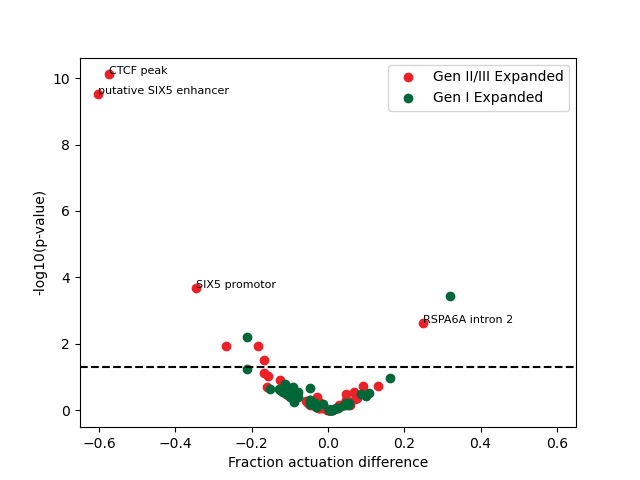 CTCF peak
putative SIX5 enhancer
SIX5 promotor
RSPA6A intron 2
Gen II/III Expanded
Gen I Expanded
10
8
6
4
2
0
-log10(p-value)
−0.6 −0.4 −0.2 0.0 0.2 0.4 0.6
Fraction actuation difference